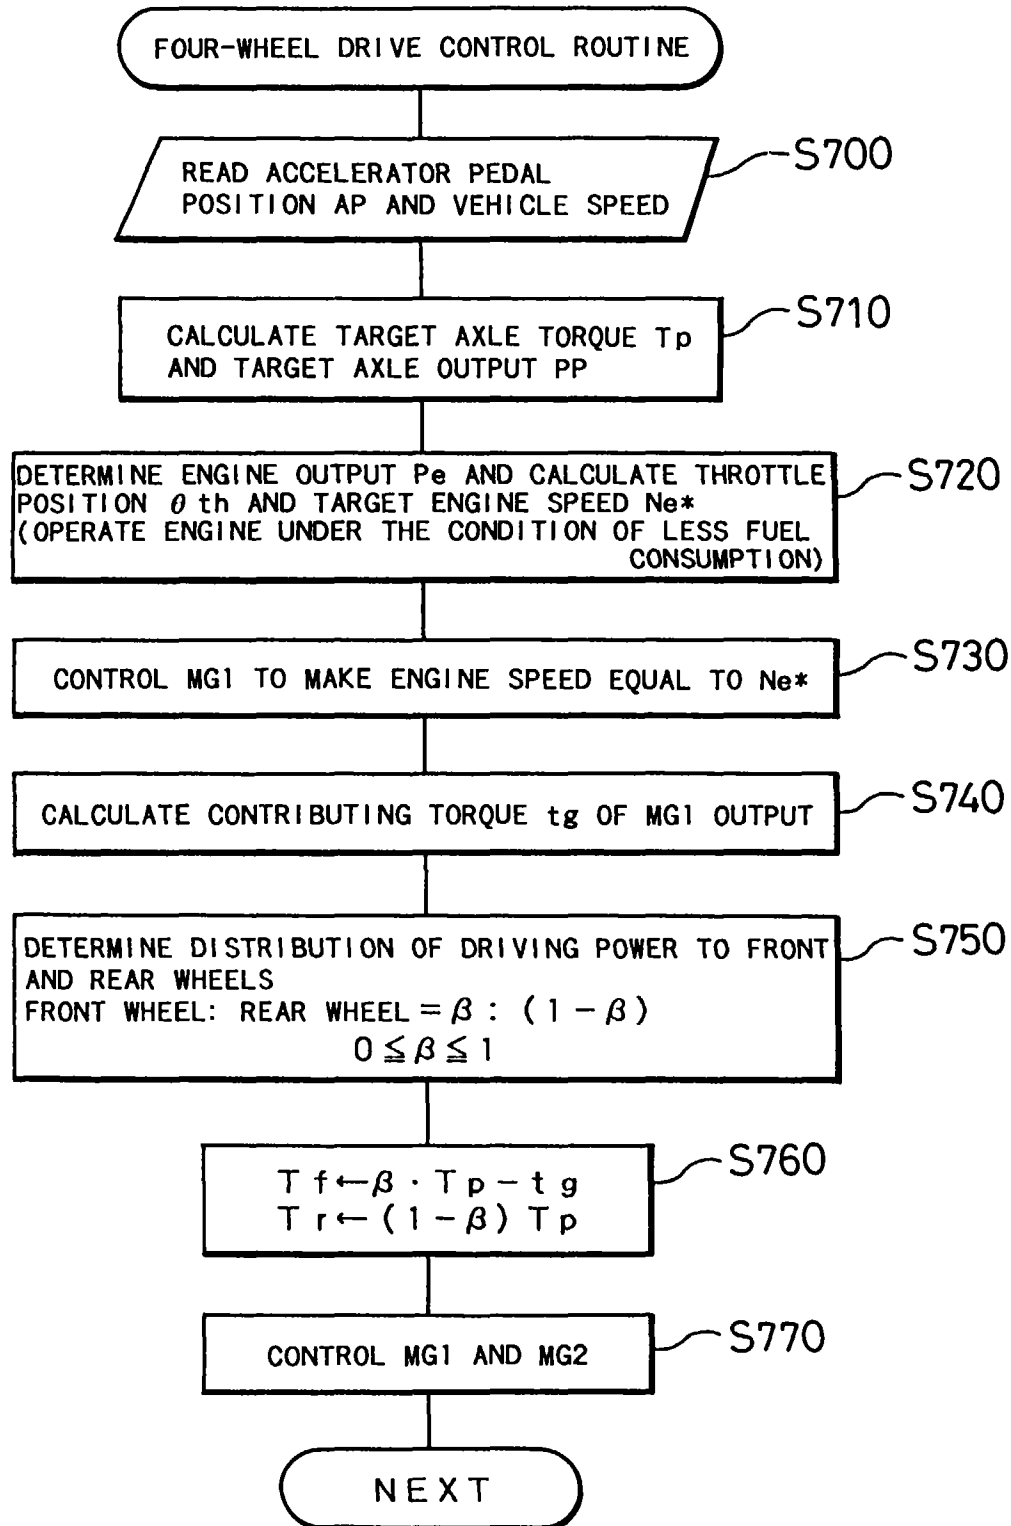 FOUR-WHEEL DRIVE CONTROL ROUTINE
READ ACCELERATOR PEDAL
POSITION AP AND VEHICLE SPEED
S700
CALCULATE TARGET AXLE TORQUE Tp
AND TARGET AXLE OUTPUT PP
S710
DETERMINE ENGINE OUTPUT Pe AND CALCULATE THROTTLE
POSITION θ th AND TARGET ENGINE SPEED Ne*
(OPERATE ENGINE UNDER THE CONDITION OF LESS FUEL
CONSUMPTION)
S720
CONTROL MG1 TO MAKE ENGINE SPEED EQUAL TO Ne*
S730
CALCULATE CONTRIBUTING TORQUE tg OF MG1 OUTPUT
S740
DETERMINE DISTRIBUTION OF DRIVING POWER TO FRONT
AND REAR WHEELS
FRONT WHEEL: REAR WHEEL = β : (1 - β)
0 ≦ β ≦ 1
S750
Tf ← β · Tp - tg
Tr ← (1 - β) Tp
S760
CONTROL MG1 AND MG2
S770
NEXT